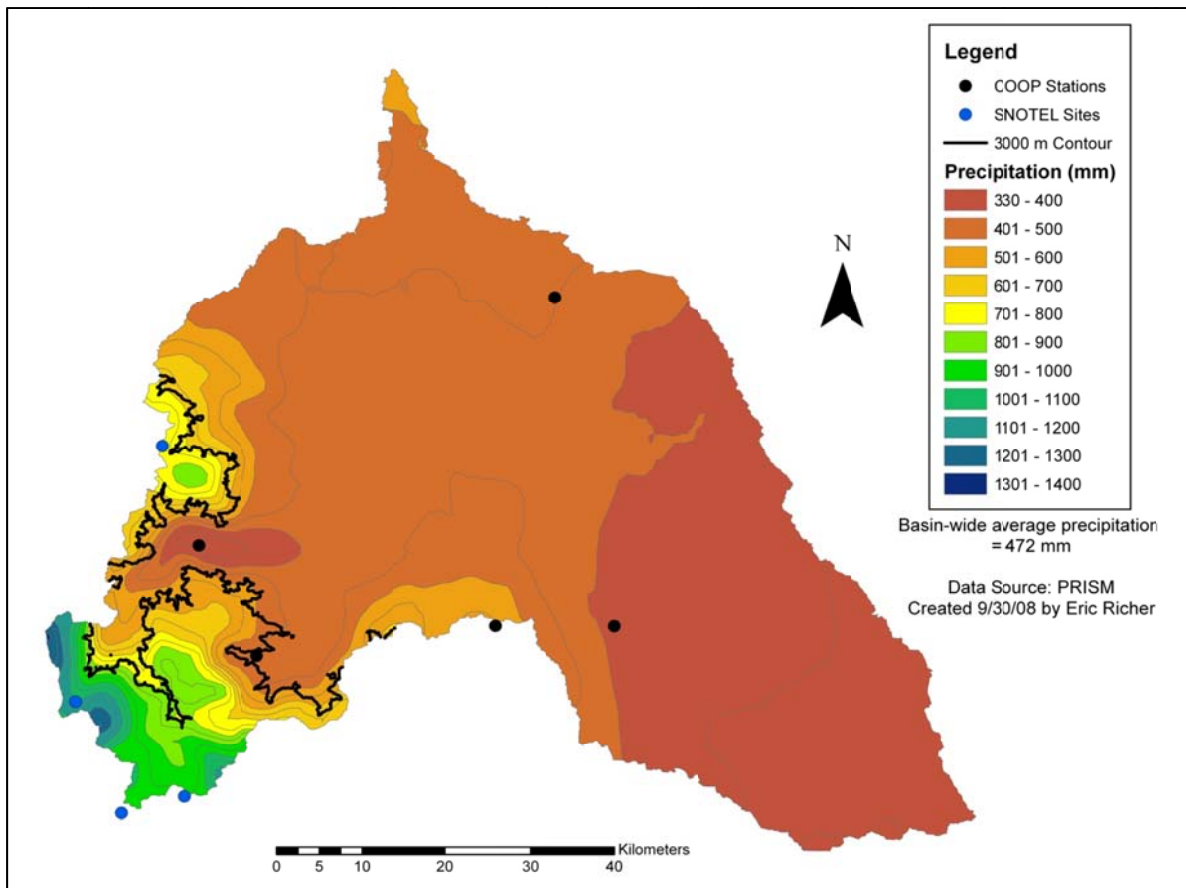 Legend
COOP Stations
SNOTEL Sites
3000 m Contour
Precipitation (mm)
330 - 400
401 - 500
501 - 600
601 - 700
701 - 800
801 - 900
901 - 1000
1001 - 1100
1101 - 1200
1201 - 1300
1301 - 1400
N
Basin-wide average precipitation
= 472 mm
Data Source: PRISM
Created 9/30/08 by Eric Richer
Kilometers
0 5 10 20 30 40